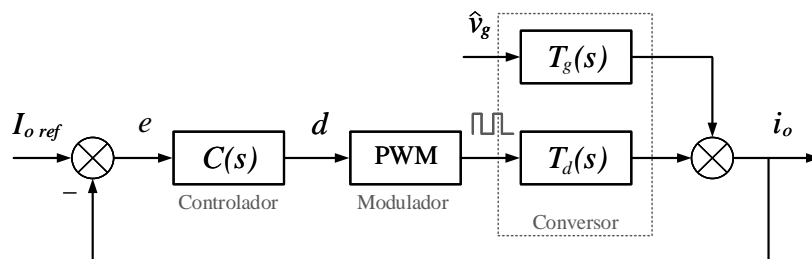 v̂g
Tg(s)
Io ref
e
C(s)
d
PWM
Td(s)
io
−
Controlador
Modulador
Conversor